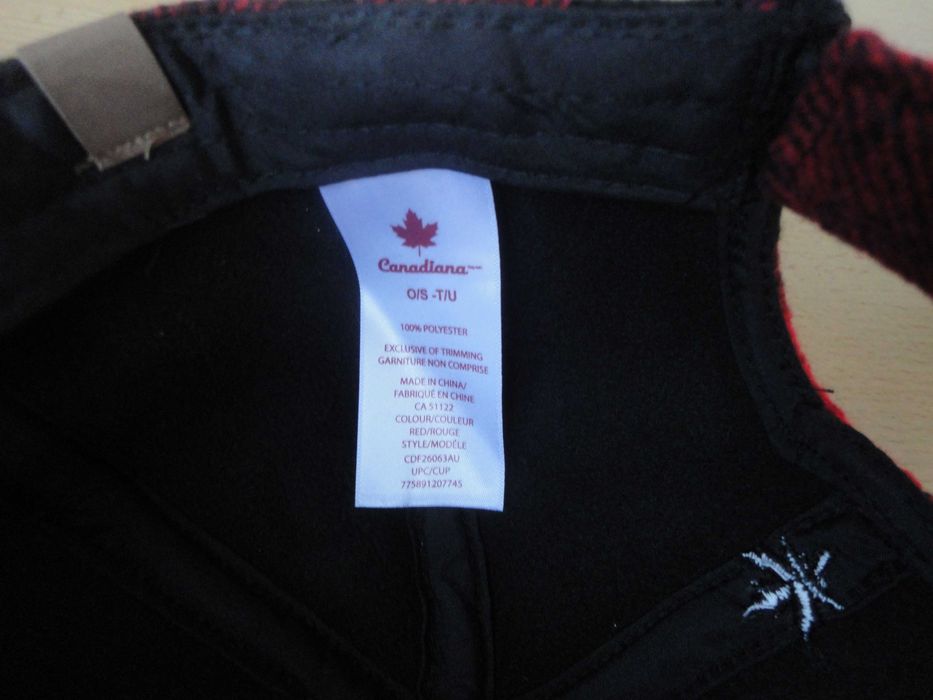 Canadiana
O/S -T/U
100% POLYESTER
EXCLUSIVE OF TRIMMING
GARNITURE NON COMPRISE
MADE IN CHINA/
FABRIQUÉ EN CHINE
CA 51122
COLOUR/COULEUR
RED/ROUGE
STYLE/MODÈLE
CDF26063AU
UPC/CUP
775891207745